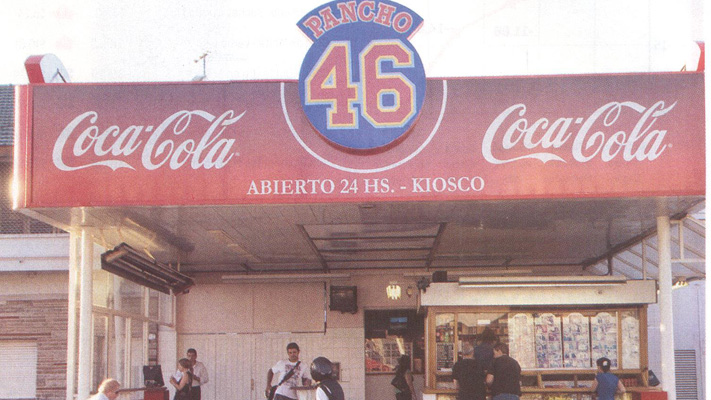 PANCHO
46
Coca-Cola
Coca-Cola
ABIERTO 24 HS. - KIOSCO